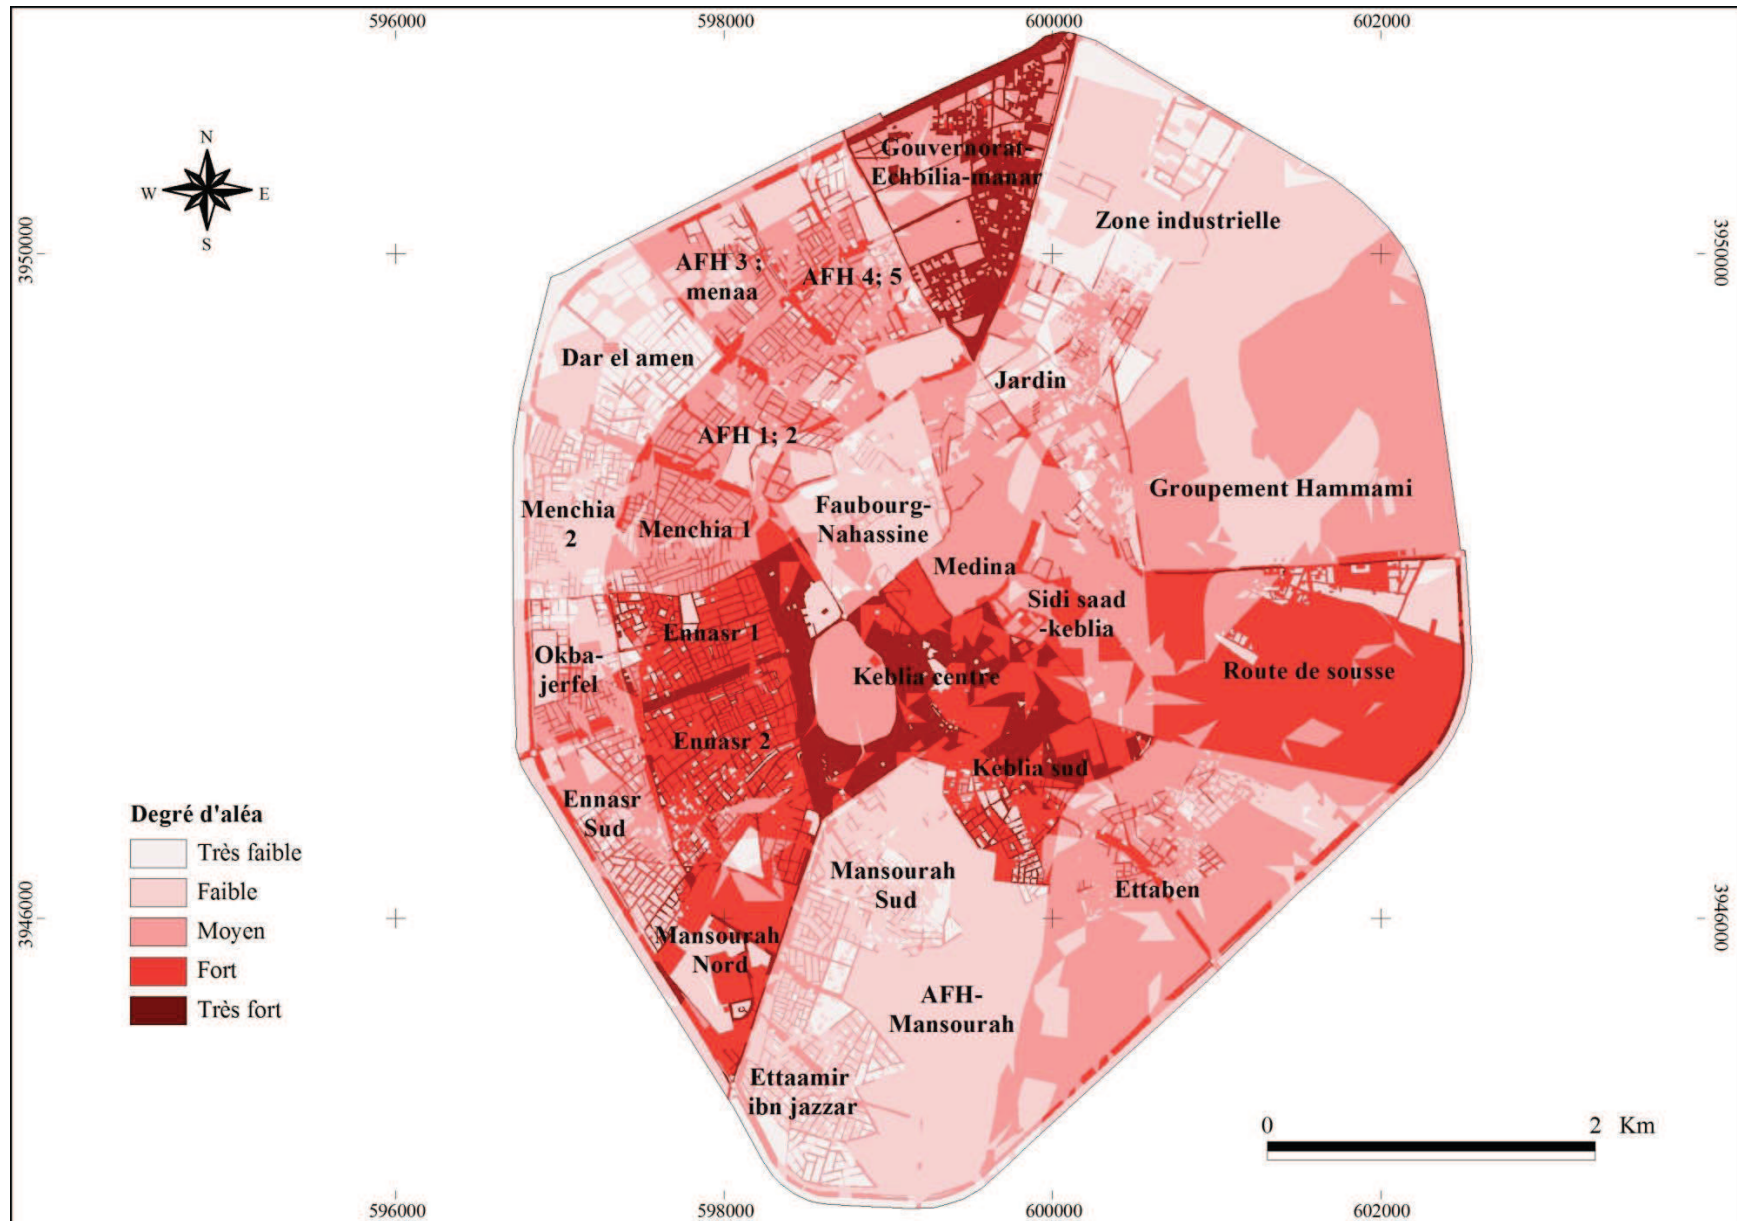 596000
598000
600000
602000
N
W
E
S
3950000
3950000
Gouvernorat-
Echbilia-manar
Zone industrielle
AFH 3 ;
menaa
AFH 4; 5
Dar el amen
Jardin
AFH 1; 2
Groupement Hammami
Menchia
2
Menchia 1
Faubourg-
Nahassine
Medina
Sidi saad
-keblia
Ennasr 1
Okba-
jerfel
Keblia centre
Route de sousse
Ennasr 2
Keblia sud
Ennasr
Sud
Mansourah
Sud
Ettaben
3946000
3946000
Mansourah
Nord
AFH-
Mansourah
Ettaamir
ibn jazzar
Degré d'aléa
Très faible
Faible
Moyen
Fort
Très fort
0
2
Km
596000
598000
600000
602000